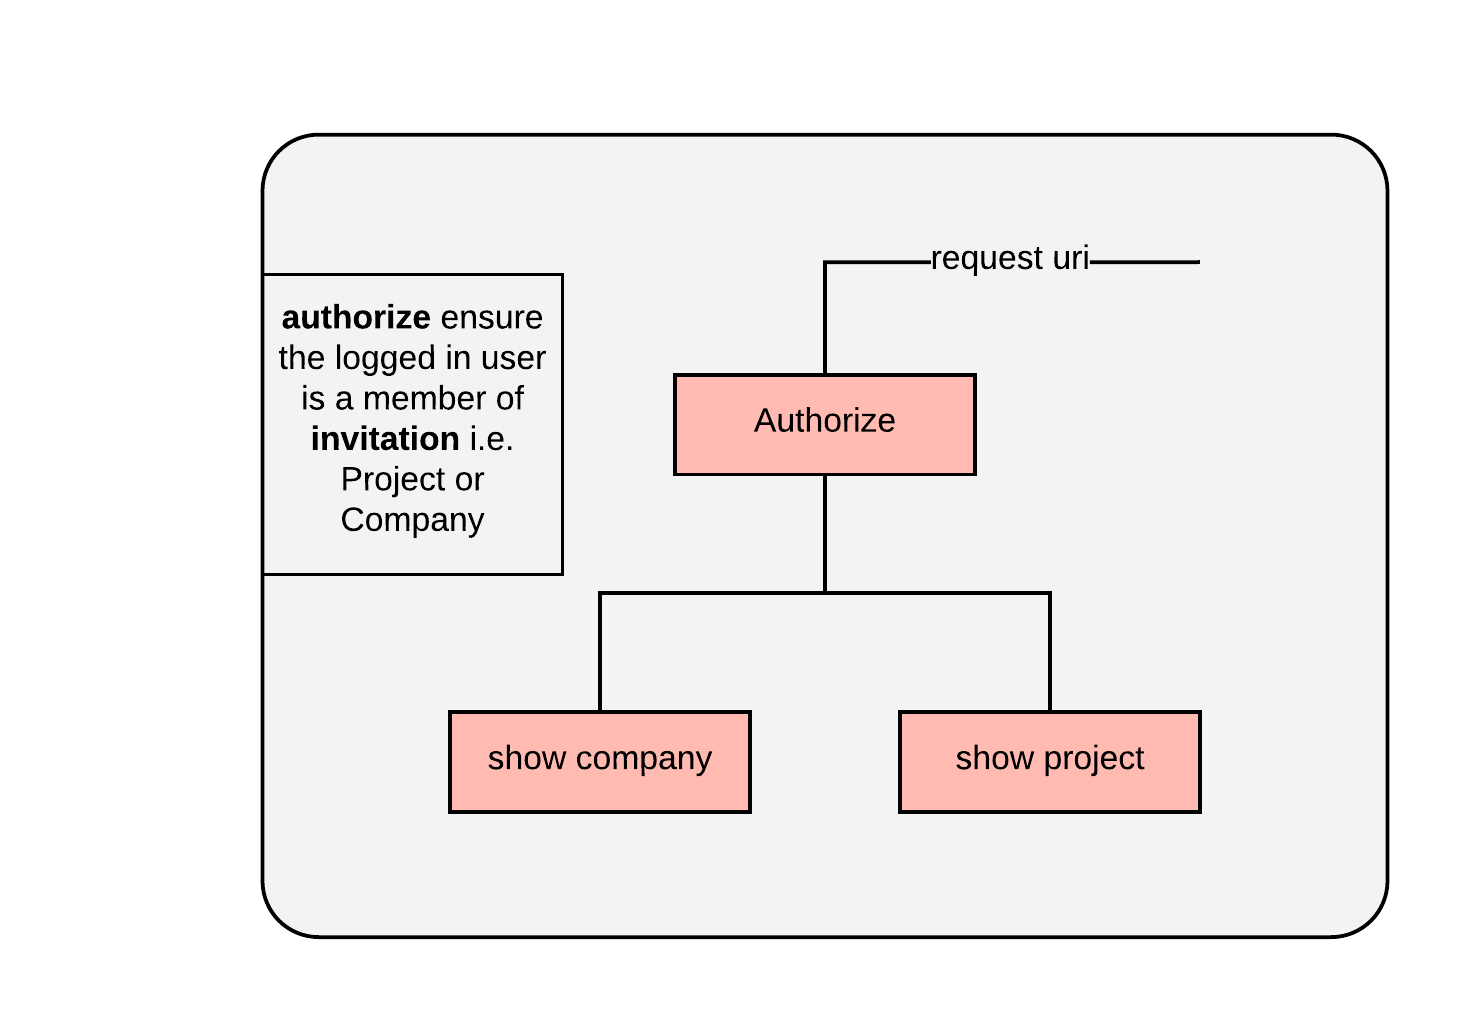 request uri
authorize ensure
the logged in user
is a member of
invitation i.e.
Project or
Company
Authorize
show company
show project